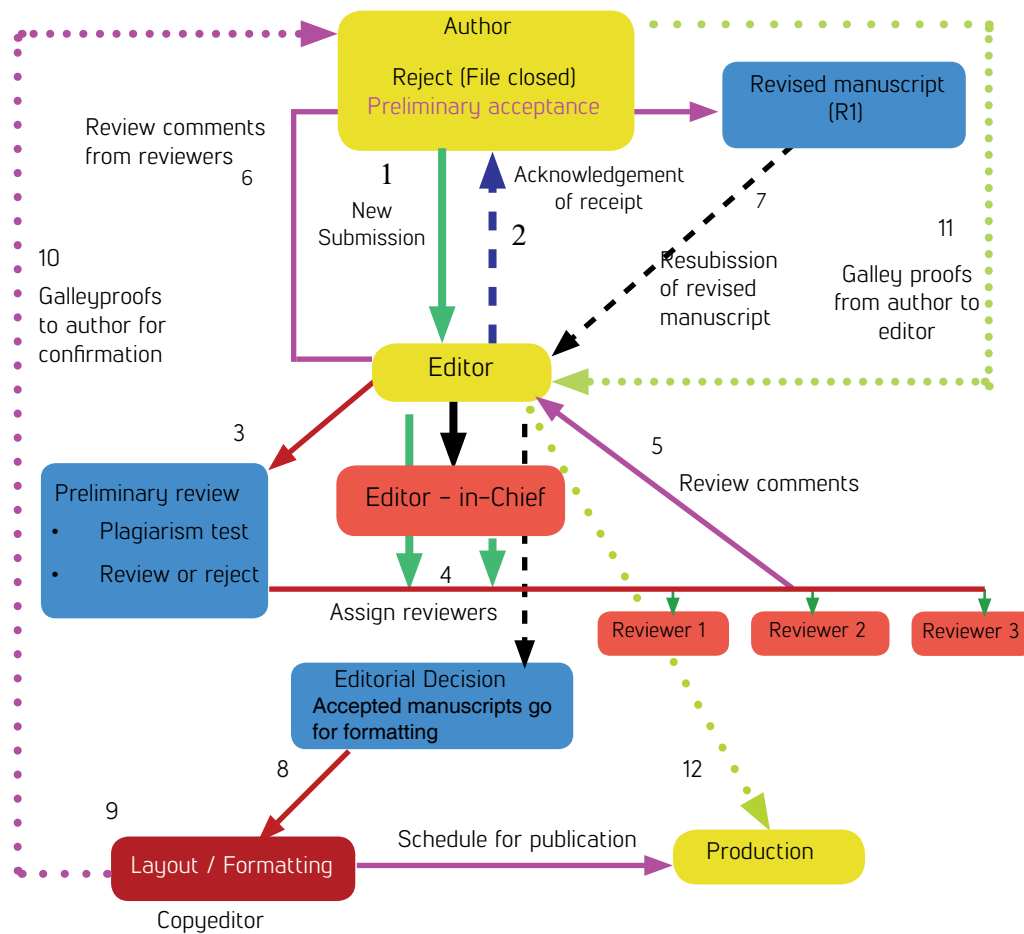 Author
Reject (File closed)
Preliminary acceptance
Revised manuscript
(R1)
Review comments
from reviewers
6
1
New
Submission
Acknowledgement
of receipt
2
7
Resubission
of revised
manuscript
11
Galley proofs
from author to
editor
10
Galleyproofs
to author for
confirmation
Editor
3
5
Review comments
Preliminary review
• Plagiarism test
• Review or reject
Editor - in-Chief
4
Assign reviewers
Reviewer 1
Reviewer 2
Reviewer 3
Editorial Decision
Accepted manuscripts go
for formatting
8
12
9
Layout / Formatting
Copyeditor
Schedule for publication
Production